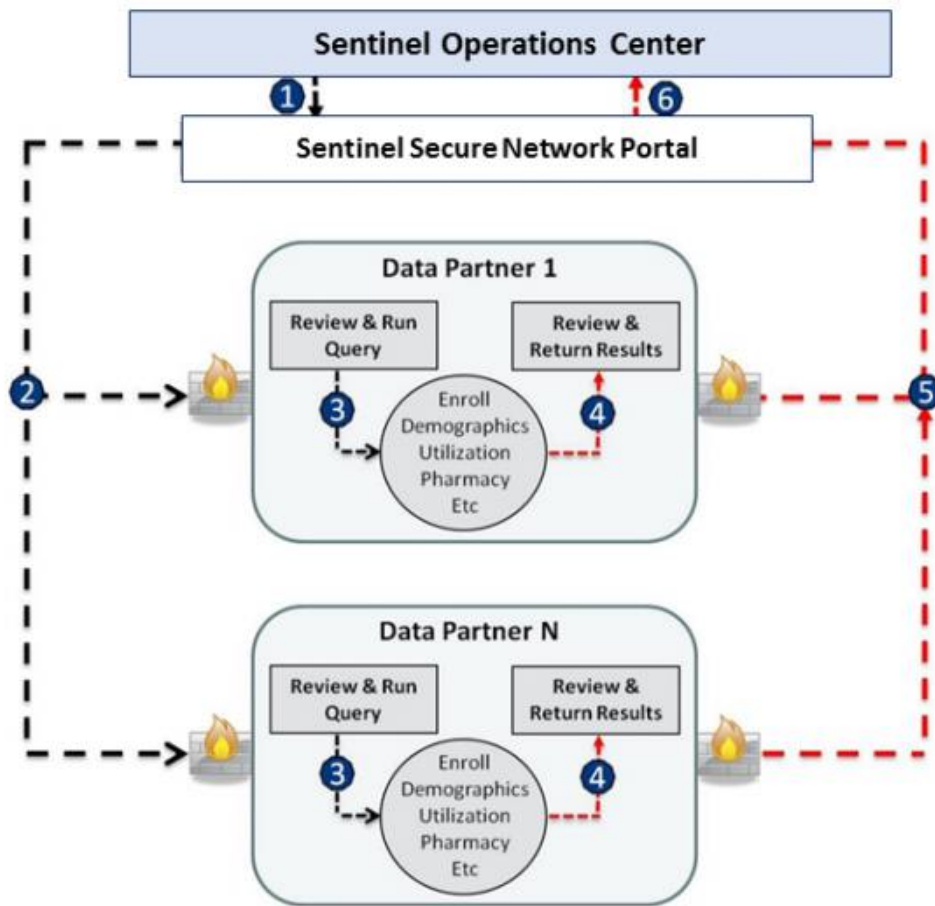 Sentinel Operations Center
1
6
Sentinel Secure Network Portal
Data Partner 1
Review & Run
Query
Review &
Return Results
2
3
Enroll
Demographics
Utilization
Pharmacy
Etc
4
5
Data Partner N
Review & Run
Query
Review &
Return Results
3
Enroll
Demographics
Utilization
Pharmacy
Etc
4